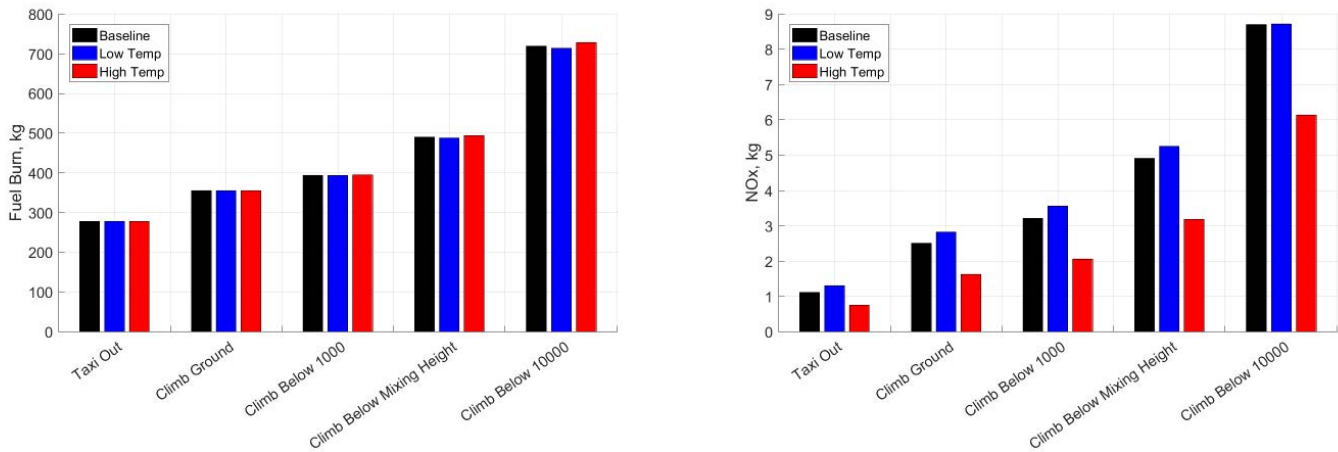 800
700
600
500
400
300
200
100
0
Fuel Burn, kg
Baseline
Low Temp
High Temp
Taxi Out
Climb Ground
Climb Below 1000
Climb Below Mixing Height
Climb Below 10000
9
8
7
6
5
4
3
2
1
0
NOx, kg
Baseline
Low Temp
High Temp
Taxi Out
Climb Ground
Climb Below 1000
Climb Below Mixing Height
Climb Below 10000